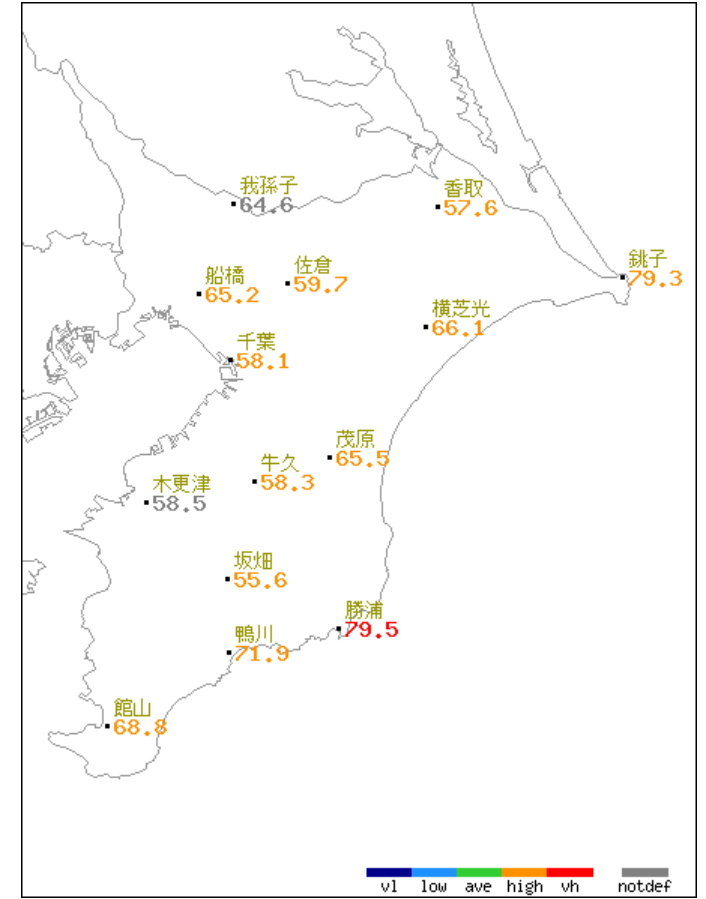 我孫子
64.6
香取
57.6
銚子
79.3
佐倉
59.7
船橋
65.2
横芝光
66.1
千葉
58.1
茂原
65.5
牛久
58.3
木更津
58.5
坂畑
55.6
勝浦
79.5
鴨川
71.9
館山
68.8
vl low ave high vh notdef